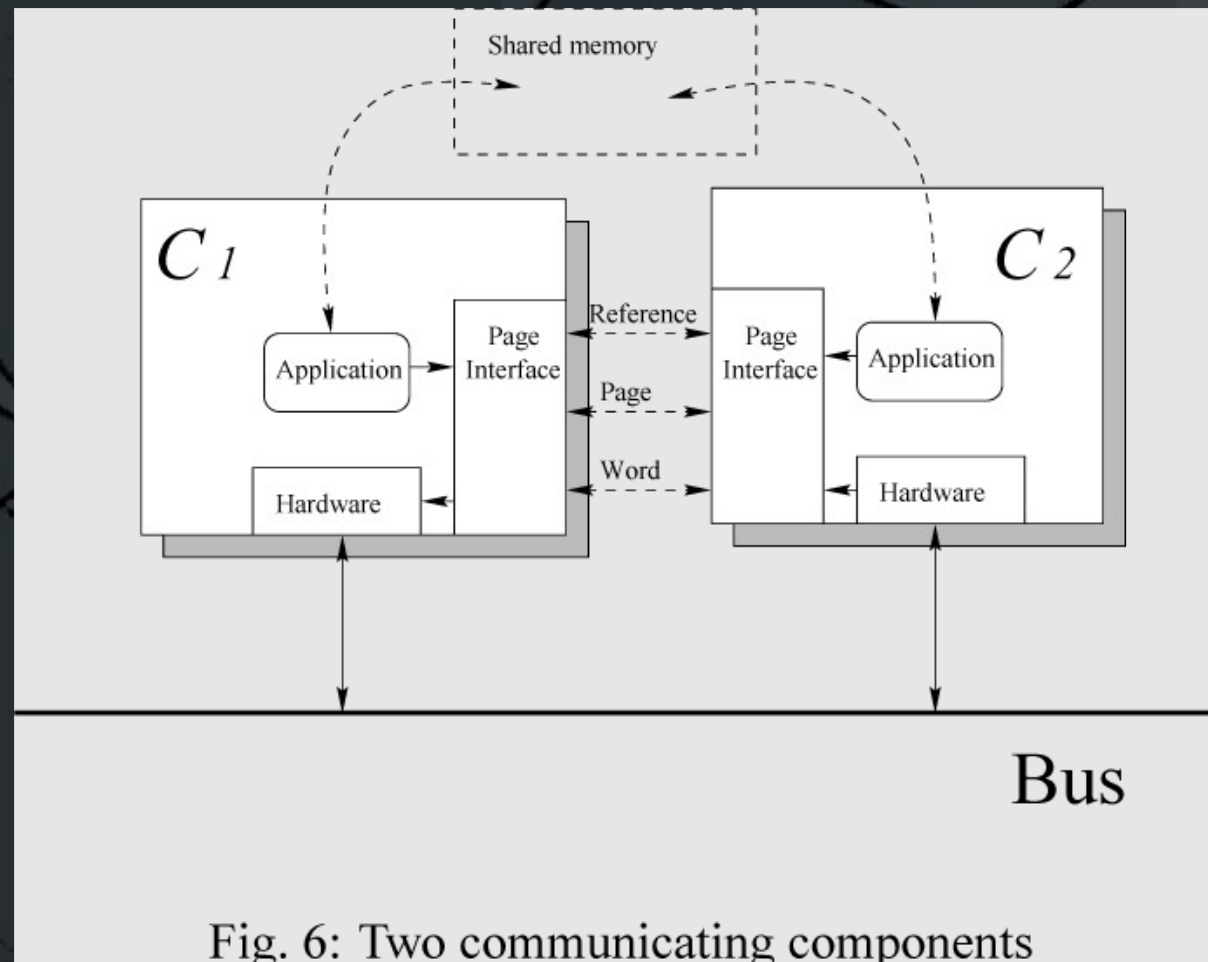 Shared memory
C 1
C 2
Reference
Page
Interface
Page
Interface
Application
Application
Page
Word
Hardware
Hardware
Bus
Fig. 6: Two communicating components